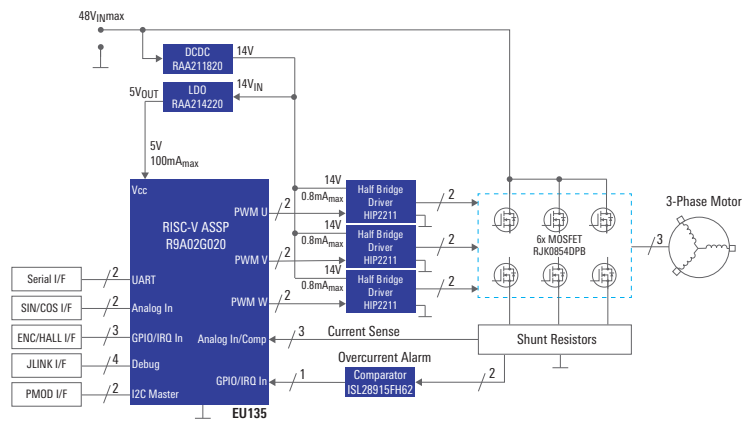 48VINmax
DCDC
RAA211820
14V
LDO
RAA214220
14VIN
5VOUT
5V
100mAmax
Vcc
RISC-V ASSP
R9A02G020
PWM U
2
PWM V
2
PWM W
2
14V
0.8mAmax
Half Bridge
Driver
HIP2211
2
14V
0.8mAmax
Half Bridge
Driver
HIP2211
2
14V
0.8mAmax
Half Bridge
Driver
HIP2211
2
6x MOSFET
RJK0854DPB
3
3-Phase Motor
Serial I/F
2
UART
SIN/COS I/F
2
Analog In
ENC/HALL I/F
3
GPIO/IRQ In
JLINK I/F
4
Debug
PMOD I/F
2
I2C Master
Analog In/Comp
3
Current Sense
Shunt Resistors
Overcurrent Alarm
GPIO/IRQ In
1
Comparator
ISL28915FH62
2
EU135